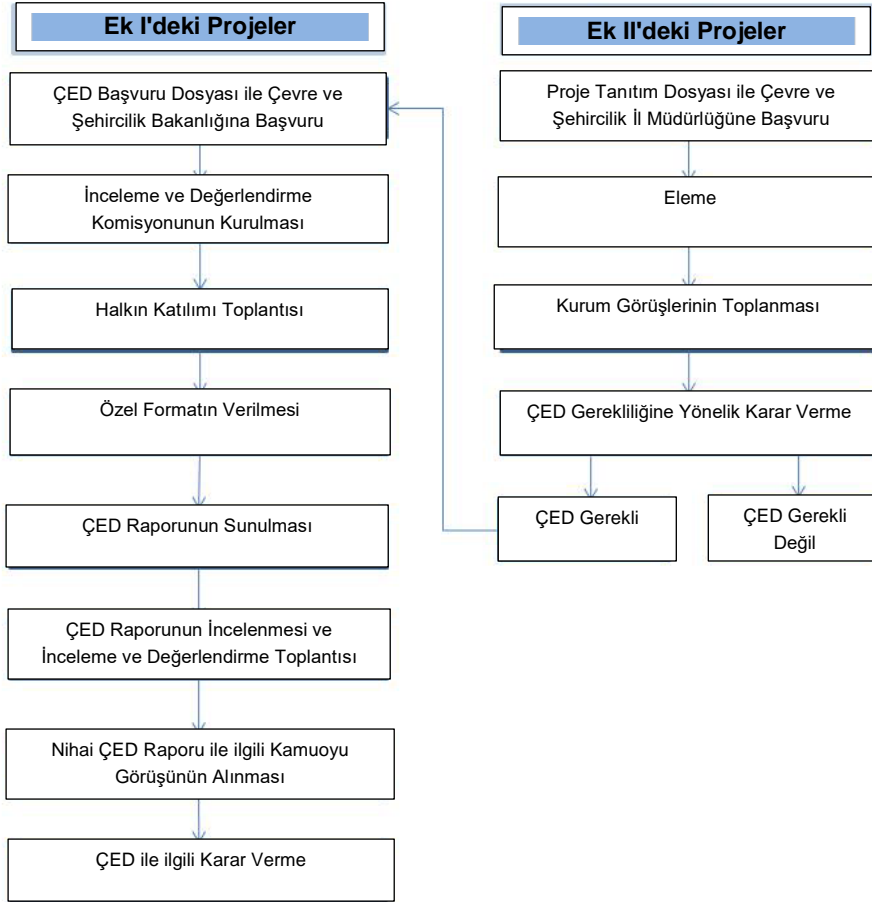 Ek I'deki Projeler
ÇED Başvuru Dosyası ile Çevre ve
Şehircilik Bakanlığına Başvuru
İnceleme ve Değerlendirme
Komisyonunun Kurulması
Halkın Katılımı Toplantısı
Özel Formatın Verilmesi
ÇED Raporunun Sunulması
ÇED Raporunun İncelenmesi ve
İnceleme ve Değerlendirme Toplantısı
Nihai ÇED Raporu ile ilgili Kamuoyu
Görüşünün Alınması
ÇED ile ilgili Karar Verme
Ek II'deki Projeler
Proje Tanıtım Dosyası ile Çevre ve
Şehircilik İl Müdürlüğüne Başvuru
Eleme
Kurum Görüşlerinin Toplanması
ÇED Gerekliliğine Yönelik Karar Verme
ÇED Gerekli
ÇED Gerekli
Değil